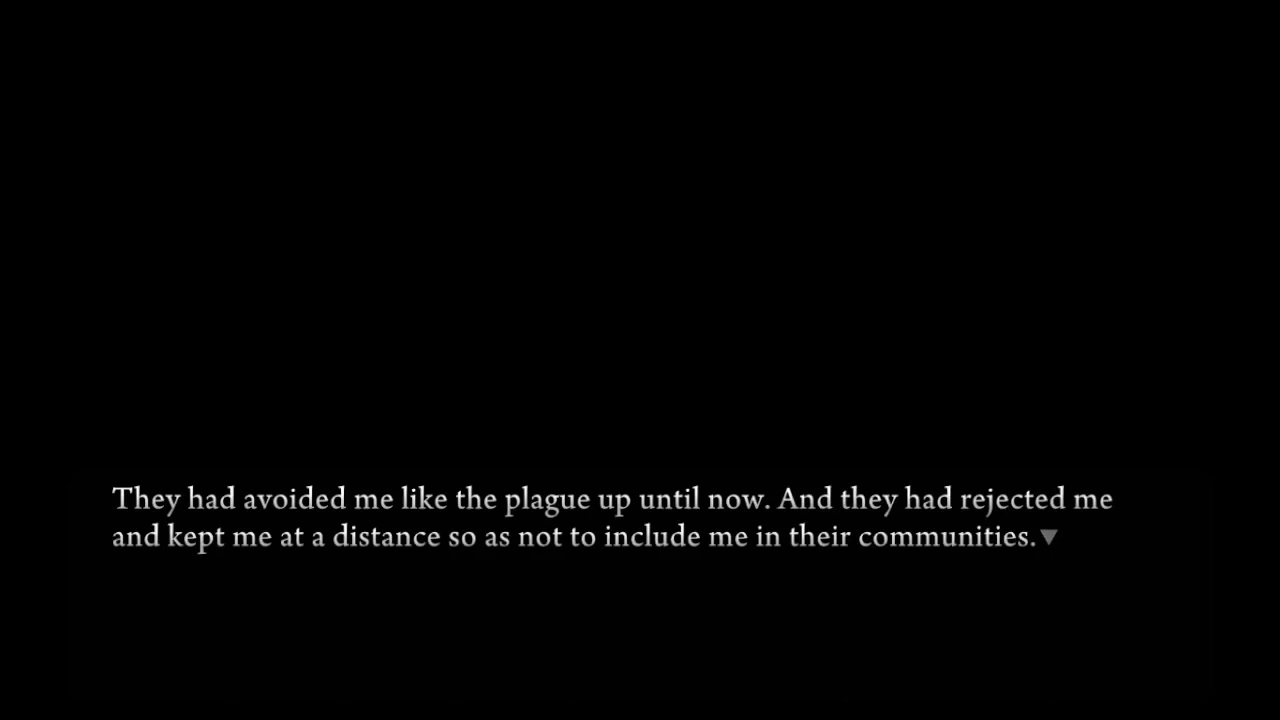 They had avoided me like the plague up until now. And they had rejected me
and kept me at a distance so as not to include me in their communities.